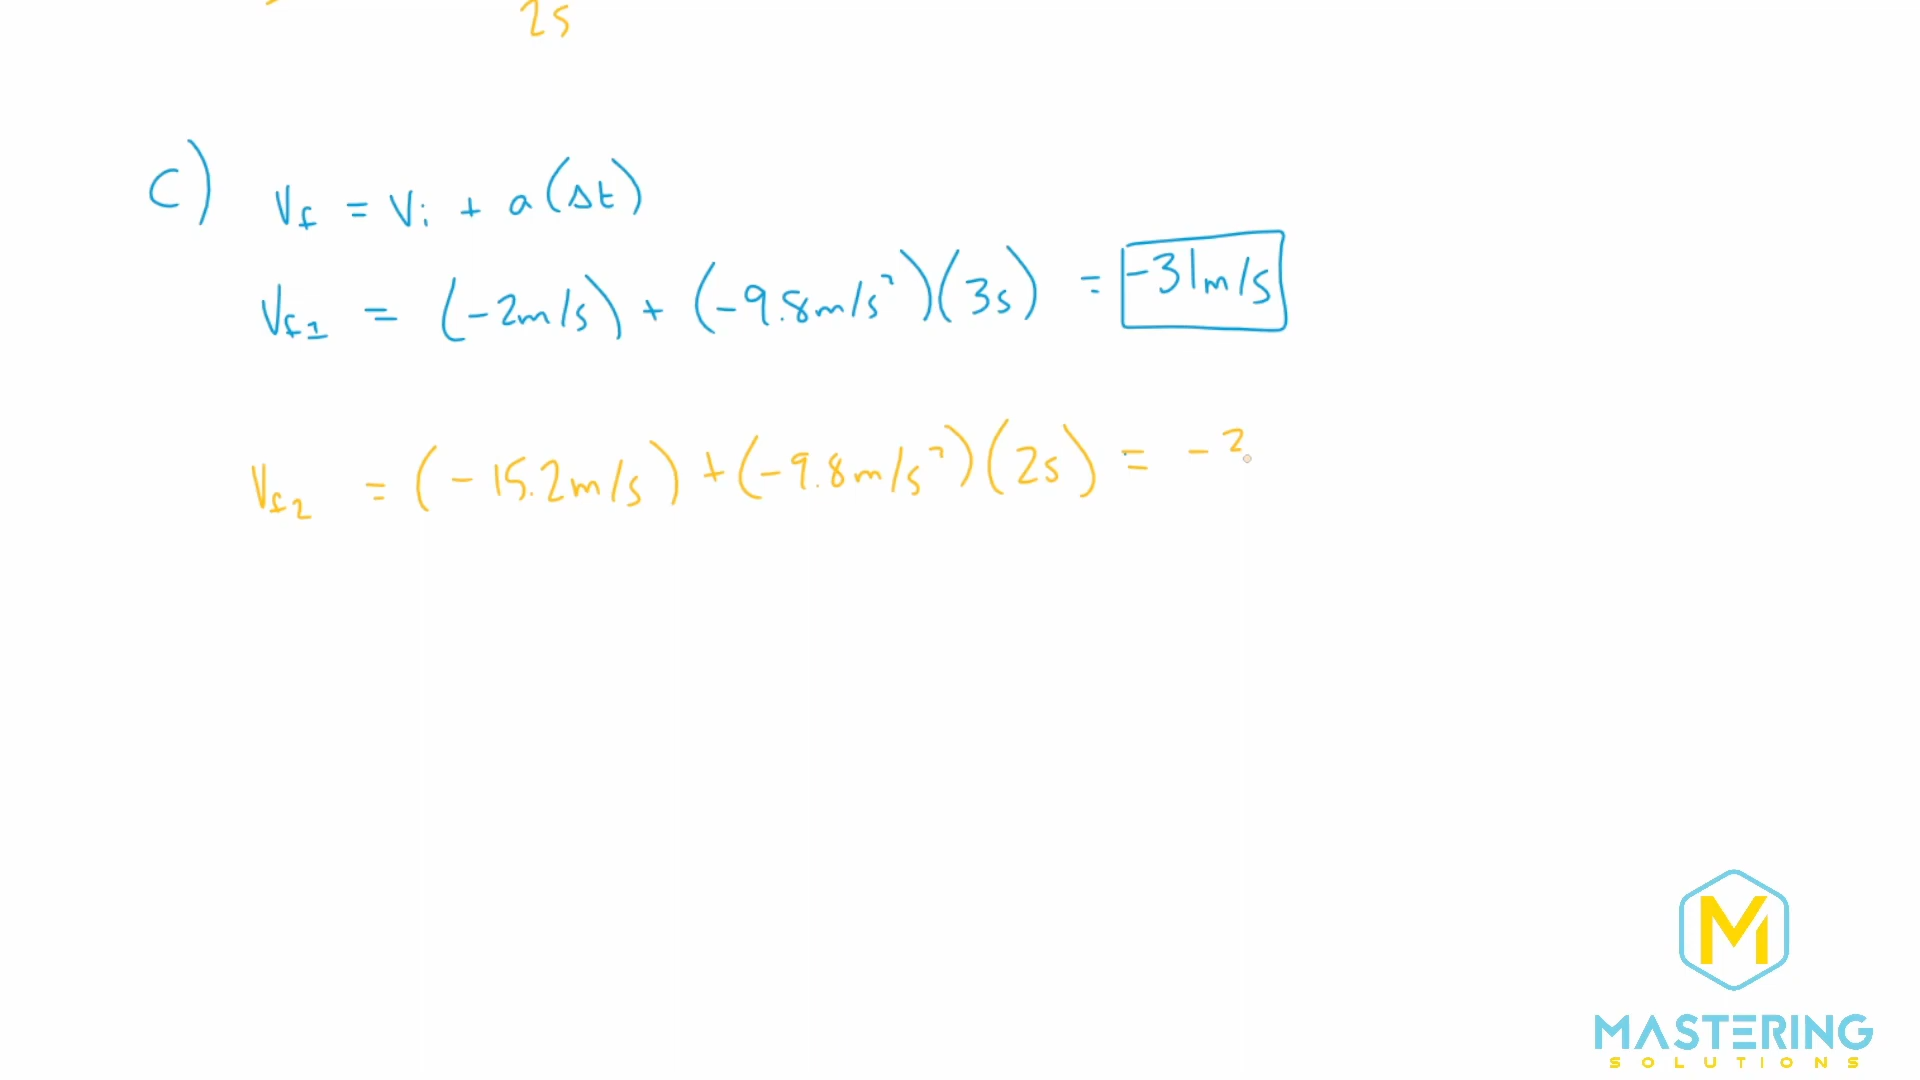 2s
C) Vf = Vi + a(Δt)
Vf1 = (-2m/s) + (-9.8m/s²)(3s) = -31m/s
Vf2 = (-15.2m/s) + (-9.8m/s²)(2s) = -
MASTERING
SOLUTIONS